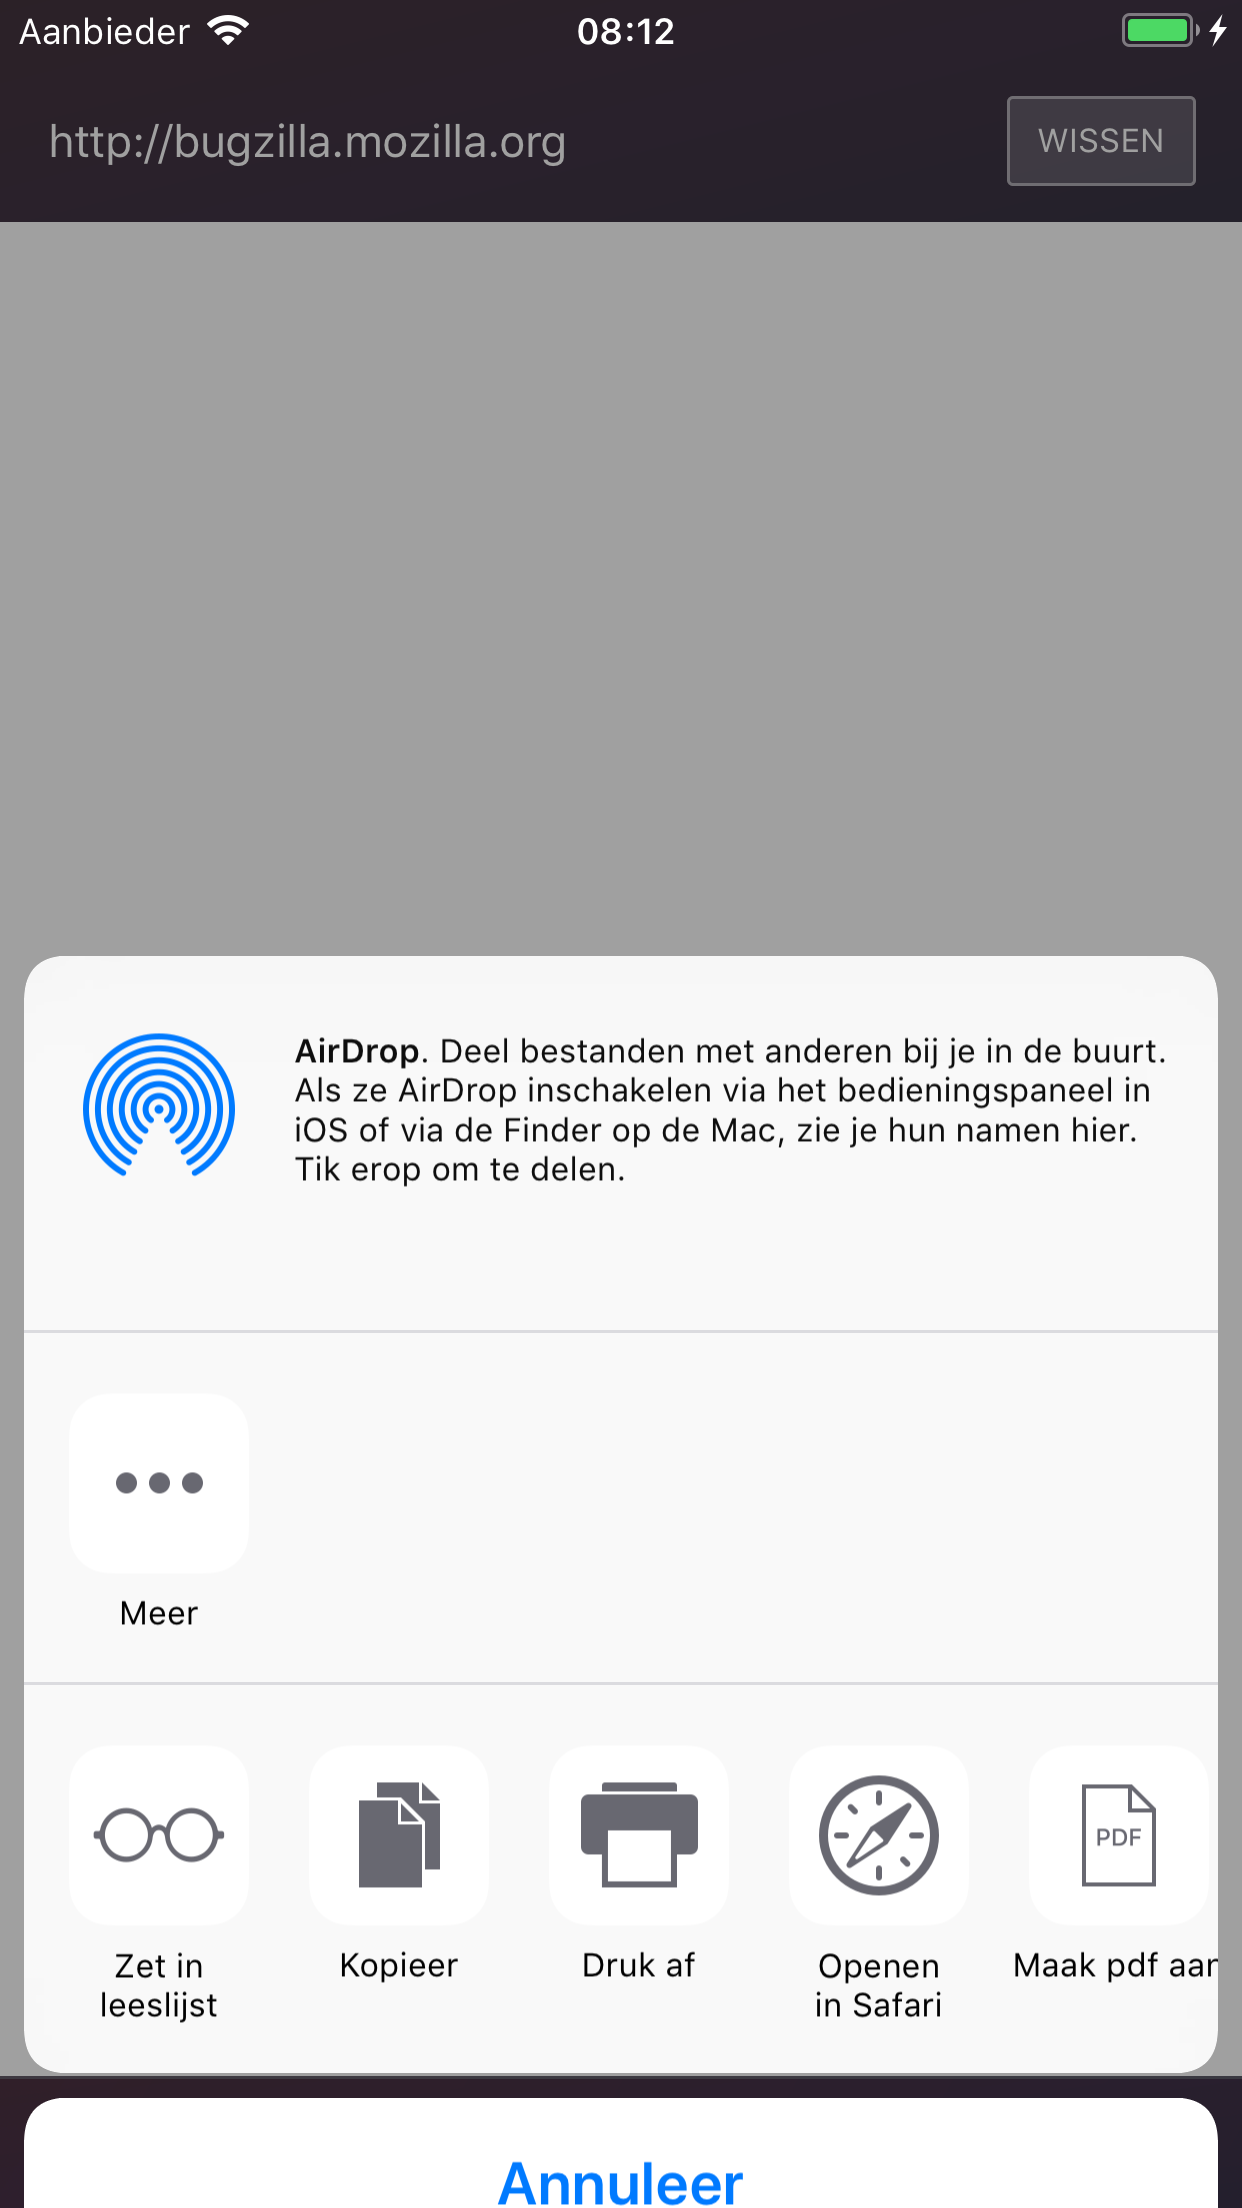 Aanbieder 08:12
http://bugzilla.mozilla.org WISSEN
AirDrop. Deel bestanden met anderen bij je in de buurt.
Als ze AirDrop inschakelen via het bedieningspaneel in
iOS of via de Finder op de Mac, zie je hun namen hier.
Tik erop om te delen.
Meer
PDF
Zet in
leeslijst
Kopieer
Druk af
Openen
in Safari
Maak pdf aan
Annuleer